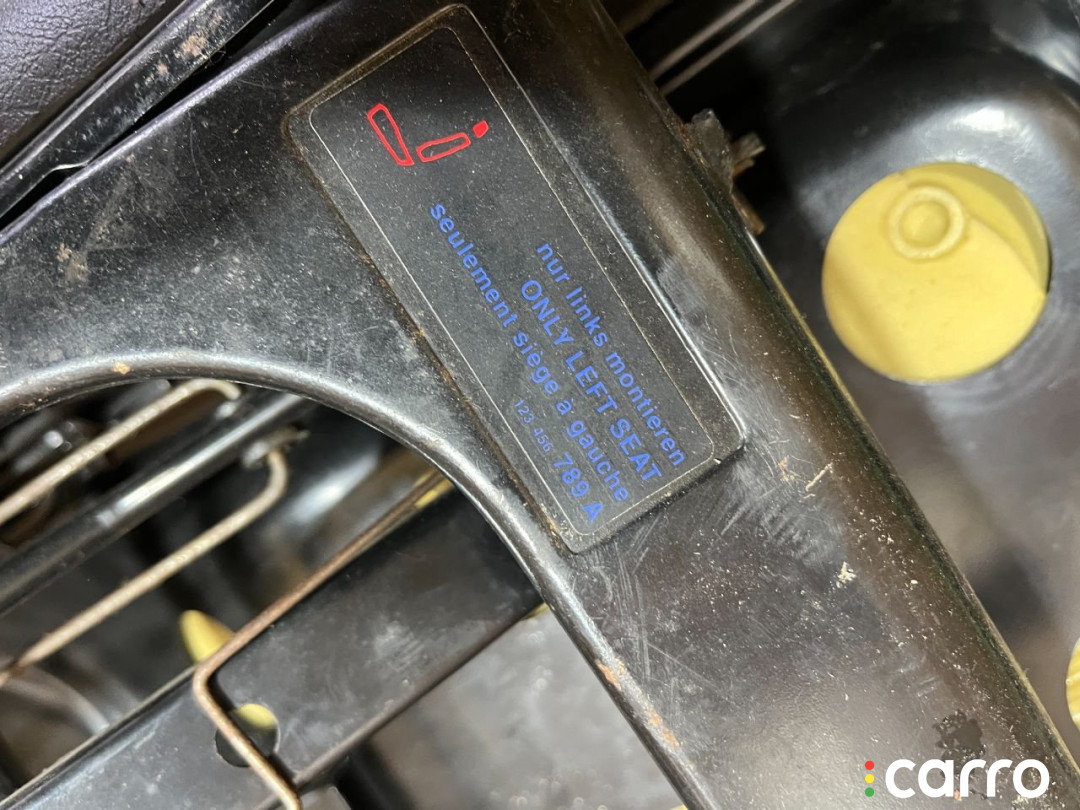 nur links montieren
ONLY LEFT SEAT
seulement siege à gauche
123 456 789 A
carro